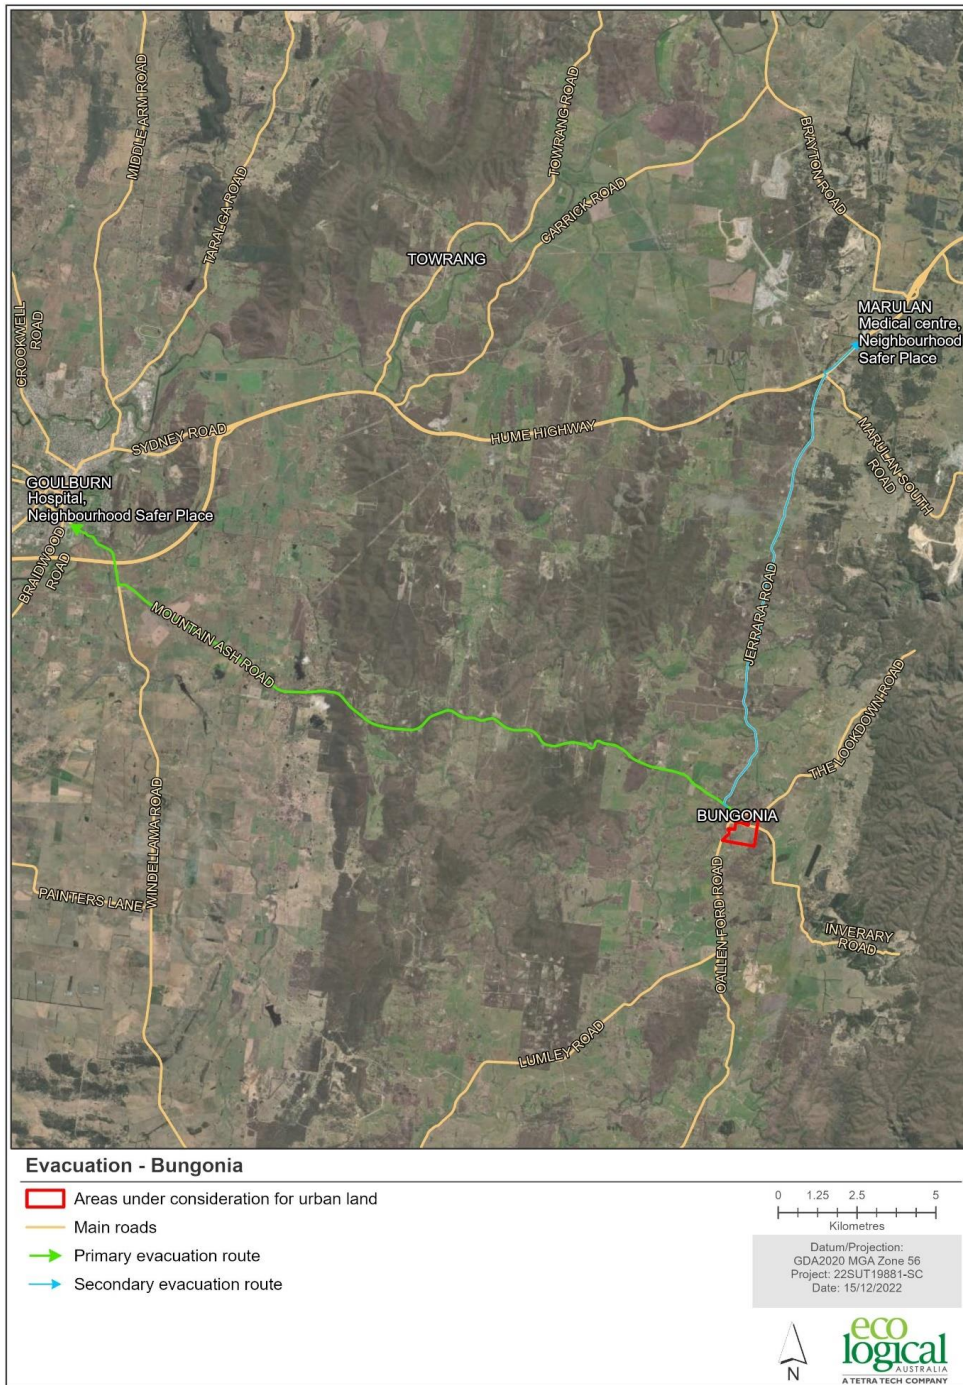 MIDDLE ARM ROAD
TARALGA ROAD
TOWRANG ROAD
BRAYTON ROAD
CARRICK ROAD
TOWRANG
CROOKWELL
ROAD
MARULAN
Medical centre,
Neighbourhood
Safer Place
SYDNEY ROAD
HUME HIGHWAY
MARULAN SOUTH
ROAD
GOULBURN
Hospital,
Neighbourhood Safer Place
BRAIDWOOD
ROAD
MOUNTAIN ASH ROAD
JERRARA ROAD
THE LOOKDOWN ROAD
BUNGONIA
WINDELLAMA ROAD
PAINTERS LANE
OALLEN FORD ROAD
INVERARY
ROAD
LUMLEY ROAD
Evacuation - Bungonia
Areas under consideration for urban land
Main roads
Primary evacuation route
Secondary evacuation route
0 1.25 2.5 5
Kilometres
Datum/Projection:
GDA2020 MGA Zone 56
Project: 22SUT19881-SC
Date: 15/12/2022
N
eco
logical
AUSTRALIA
A TETRA TECH COMPANY